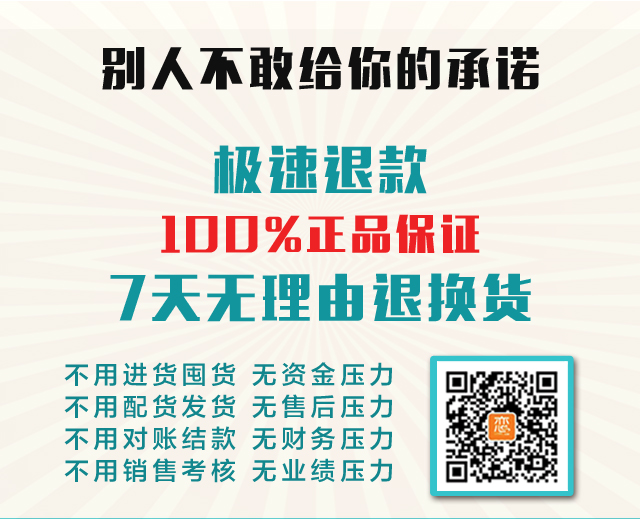 别人不敢给你的承诺
极速退款
100%正品保证
7天无理由退换货
不用进货囤货 无资金压力
不用配货发货 无售后压力
不用对账结款 无财务压力
不用销售考核 无业绩压力
恋